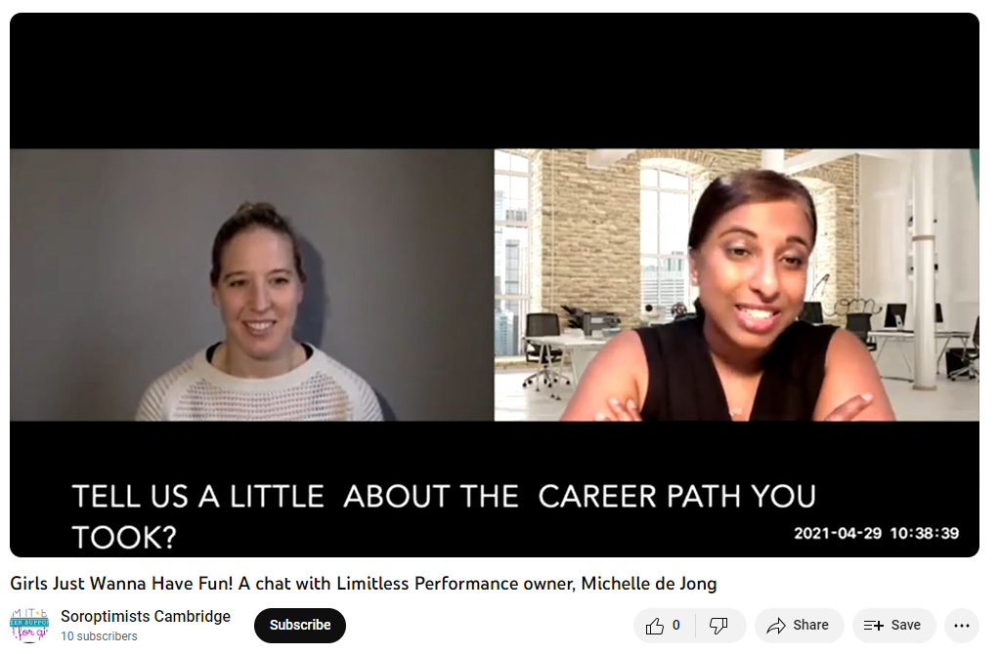 TELL US A LITTLE ABOUT THE CAREER PATH YOU
TOOK?
2021-04-29 10:38:39
Girls Just Wanna Have Fun! A chat with Limitless Performance owner, Michelle de Jong
Soroptimists Cambridge
10 subscribers
Subscribe
0
Share
Save